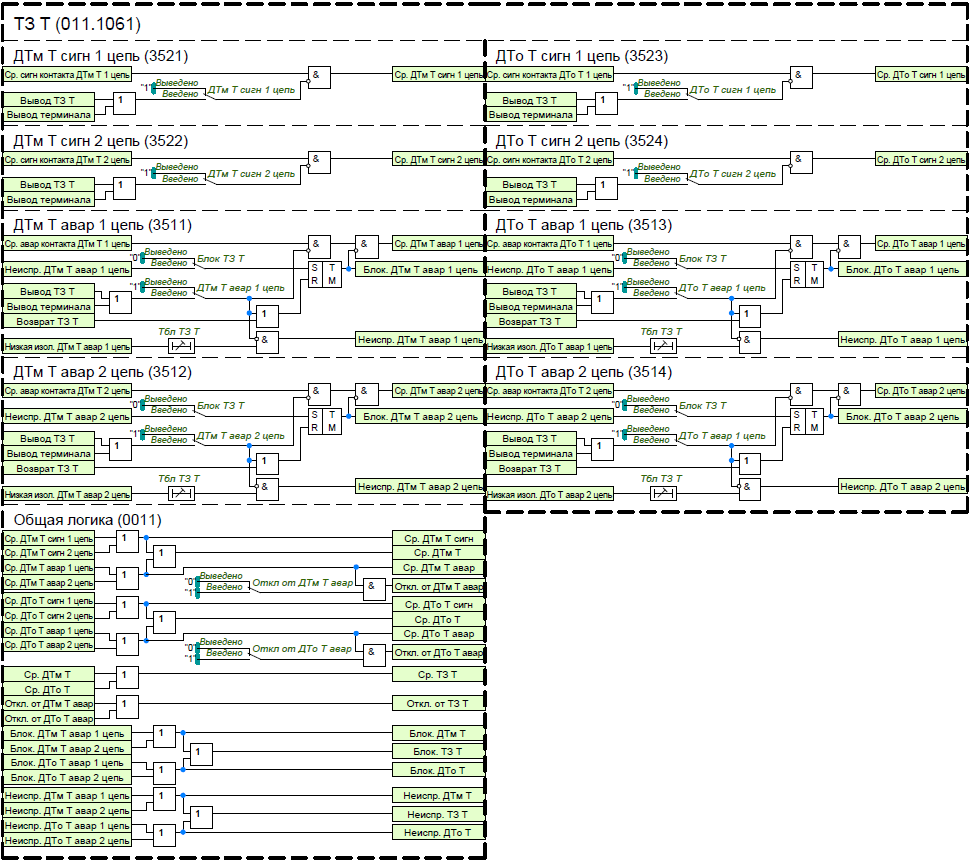 ТЗ Т (011.1061)
ДТм Т сигн 1 цепь (3521)
Ср. сигн контакта ДТм Т 1 цепь
"1"
Выведено
Введено
ДТм Т сигн 1 цепь
&
Ср. ДТм Т сигн 1 цепь
Вывод ТЗ Т
1
Вывод терминала
ДТо Т сигн 1 цепь (3523)
Ср. сигн контакта ДТо Т 1 цепь
"1"
Выведено
Введено
ДТо Т сигн 1 цепь
&
Ср. ДТо Т сигн 1 цепь
Вывод ТЗ Т
1
Вывод терминала
ДТм Т сигн 2 цепь (3522)
Ср. сигн контакта ДТм Т 2 цепь
"1"
Выведено
Введено
ДТм Т сигн 2 цепь
&
Ср. ДТм Т сигн 2 цепь
Вывод ТЗ Т
1
Вывод терминала
ДТо Т сигн 2 цепь (3524)
Ср. сигн контакта ДТо Т 2 цепь
"1"
Выведено
Введено
ДТо Т сигн 2 цепь
&
Ср. ДТо Т сигн 2 цепь
Вывод ТЗ Т
1
Вывод терминала
ДТм Т авар 1 цепь (3511)
Ср. авар контакта ДТм Т 1 цепь
&
&
Ср. ДТм Т авар 1 цепь
"0"
Выведено
Введено
Блок ТЗ Т
Неиспр. ДТм Т авар 1 цепь
S T
R M
Блок. ДТм Т авар 1 цепь
"1"
Выведено
Введено
ДТм Т авар 1 цепь
Вывод ТЗ Т
1
Вывод терминала
Возврат ТЗ Т
1
Тбл ТЗ Т
Низкая изол. ДТм Т авар 1 цепь
&
Неиспр. ДТм Т авар 1 цепь
ДТо Т авар 1 цепь (3513)
Ср. авар контакта ДТо Т 1 цепь
&
&
Ср. ДТо Т авар 1 цепь
"0"
Выведено
Введено
Блок ТЗ Т
Неиспр. ДТо Т авар 1 цепь
S T
R M
Блок. ДТо Т авар 1 цепь
"1"
Выведено
Введено
ДТо Т авар 1 цепь
Вывод ТЗ Т
1
Вывод терминала
Возврат ТЗ Т
1
Тбл ТЗ Т
Низкая изол. ДТо Т авар 1 цепь
&
Неиспр. ДТо Т авар 1 цепь
ДТм Т авар 2 цепь (3512)
Ср. авар контакта ДТм Т 2 цепь
&
&
Ср. ДТм Т авар 2 цепь
"0"
Выведено
Введено
Блок ТЗ Т
Неиспр. ДТм Т авар 2 цепь
S T
R M
Блок. ДТм Т авар 2 цепь
"1"
Выведено
Введено
ДТм Т авар 2 цепь
Вывод ТЗ Т
1
Вывод терминала
Возврат ТЗ Т
1
Тбл ТЗ Т
Низкая изол. ДТм Т авар 2 цепь
&
Неиспр. ДТм Т авар 2 цепь
ДТо Т авар 2 цепь (3514)
Ср. авар контакта ДТо Т 2 цепь
&
&
Ср. ДТо Т авар 2 цепь
"0"
Выведено
Введено
Блок ТЗ Т
Неиспр. ДТо Т авар 2 цепь
S T
R M
Блок. ДТо Т авар 2 цепь
"1"
Выведено
Введено
ДТо Т авар 1 цепь
Вывод ТЗ Т
1
Вывод терминала
Возврат ТЗ Т
1
Тбл ТЗ Т
Низкая изол. ДТо Т авар 2 цепь
&
Неиспр. ДТо Т авар 2 цепь
Общая логика (0011)
Ср. ДТм Т сигн 1 цепь
1
Ср. ДТм Т сигн
Ср. ДТм Т сигн 2 цепь
1
Ср. ДТм Т
Ср. ДТм Т авар 1 цепь
1
Ср. ДТм Т авар
Ср. ДТм Т авар 2 цепь
"0"
"1"
Выведено
Введено
Откл от ДТм Т авар
&
Откл. от ДТм Т авар
Ср. ДТо Т сигн 1 цепь
1
Ср. ДТо Т сигн
Ср. ДТо Т сигн 2 цепь
1
Ср. ДТо Т
Ср. ДТо Т авар 1 цепь
1
Ср. ДТо Т авар
Ср. ДТо Т авар 2 цепь
"0"
"1"
Выведено
Введено
Откл от ДТо Т авар
&
Откл. от ДТо Т авар
Ср. ДТм Т
1
Ср. ТЗ Т
Ср. ДТо Т
Откл. от ДТм Т авар
1
Откл. от ТЗ Т
Откл. от ДТо Т авар
Блок. ДТм Т авар 1 цепь
1
Блок. ДТм Т
Блок. ДТм Т авар 2 цепь
1
Блок. ТЗ Т
Блок. ДТо Т авар 1 цепь
1
Блок. ДТо Т
Блок. ДТо Т авар 2 цепь
Неиспр. ДТм Т авар 1 цепь
1
Неиспр. ДТм Т
Неиспр. ДТм Т авар 2 цепь
1
Неиспр. ТЗ Т
Неиспр. ДТо Т авар 1 цепь
1
Неиспр. ДТо Т
Неиспр. ДТо Т авар 2 цепь